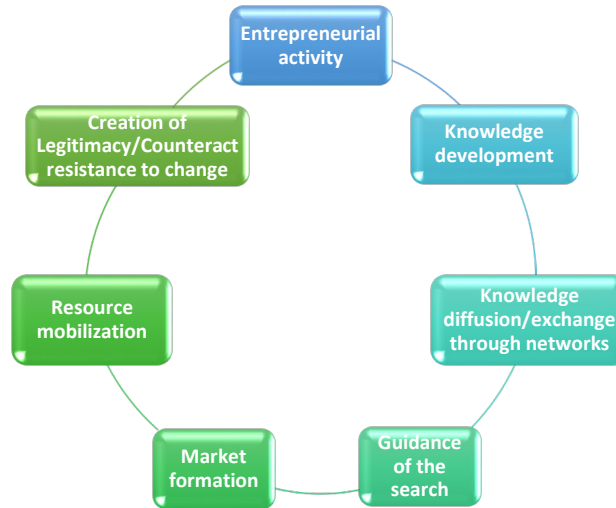 Entrepreneurial
activity
Knowledge
development
Knowledge
diffusion/exchange
through networks
Guidance
of the
search
Market
formation
Resource
mobilization
Creation of
Legitimacy/Counteract
resistance to change